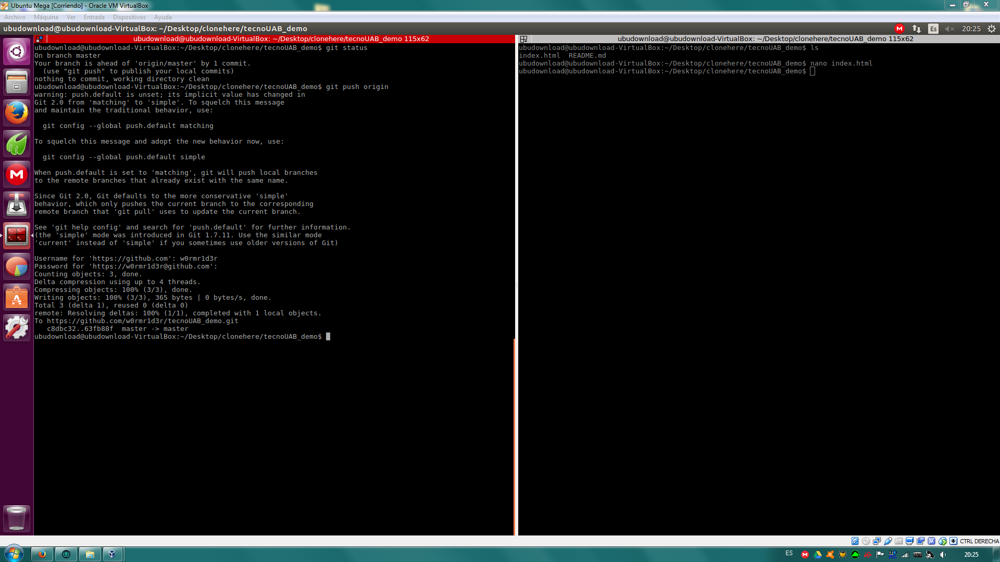 Ubuntu Mega [Corriendo] - Oracle VM VirtualBox
Archivo Máquina Ver Entrada Dispositivos Ayuda
ubudownload@ubudownload-VirtualBox: ~/Desktop/clonehere/tecnoUAB_demo
Es 20:25
ubudownload@ubudownload-VirtualBox: ~/Desktop/clonehere/tecnoUAB_demo 115x62
ubudownload@ubudownload-VirtualBox:~/Desktop/clonehere/tecnoUAB_demo$ git status
On branch master
Your branch is ahead of 'origin/master' by 1 commit.
  (use "git push" to publish your local commits)
nothing to commit, working directory clean
ubudownload@ubudownload-VirtualBox:~/Desktop/clonehere/tecnoUAB_demo$ git push origin
warning: push.default is unset; its implicit value has changed in
Git 2.0 from 'matching' to 'simple'. To squelch this message
and maintain the traditional behavior, use:
  git config --global push.default matching
To squelch this message and adopt the new behavior now, use:
  git config --global push.default simple
When push.default is set to 'matching', git will push local branches
to the remote branches that already exist with the same name.
Since Git 2.0, Git defaults to the more conservative 'simple'
behavior, which only pushes the current branch to the corresponding
remote branch that 'git pull' uses to update the current branch.
See 'git help config' and search for 'push.default' for further information.
(the 'simple' mode was introduced in Git 1.7.11. Use the similar mode
'current' instead of 'simple' if you sometimes use older versions of Git)
Username for 'https://github.com': w0rmr1d3r
Password for 'https://w0rmr1d3r@github.com':
Counting objects: 3, done.
Delta compression using up to 4 threads.
Compressing objects: 100% (3/3), done.
Writing objects: 100% (3/3), 365 bytes | 0 bytes/s, done.
Total 3 (delta 1), reused 0 (delta 0)
remote: Resolving deltas: 100% (1/1), completed with 1 local objects.
To https://github.com/w0rmr1d3r/tecnoUAB_demo.git
   c8dbc32..63fb88f  master -> master
ubudownload@ubudownload-VirtualBox:~/Desktop/clonehere/tecnoUAB_demo$
ubudownload@ubudownload-VirtualBox: ~/Desktop/clonehere/tecnoUAB_demo 115x62
ubudownload@ubudownload-VirtualBox:~/Desktop/clonehere/tecnoUAB_demo$ ls
index.html  README.md
ubudownload@ubudownload-VirtualBox:~/Desktop/clonehere/tecnoUAB_demo$ nano index.html
ubudownload@ubudownload-VirtualBox:~/Desktop/clonehere/tecnoUAB_demo$
CTRL DERECHA
ES 20:25